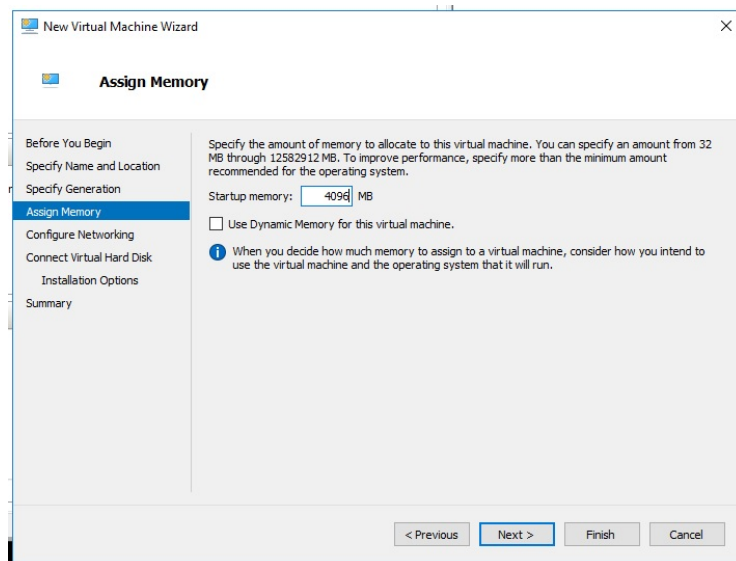 New Virtual Machine Wizard
Assign Memory
Before You Begin
Specify Name and Location
Specify Generation
Assign Memory
Configure Networking
Connect Virtual Hard Disk
Installation Options
Summary
Specify the amount of memory to allocate to this virtual machine. You can specify an amount from 32
MB through 12582912 MB. To improve performance, specify more than the minimum amount
recommended for the operating system.
Startup memory: 4096 MB
Use Dynamic Memory for this virtual machine.
When you decide how much memory to assign to a virtual machine, consider how you intend to
use the virtual machine and the operating system that it will run.
< Previous Next > Finish Cancel